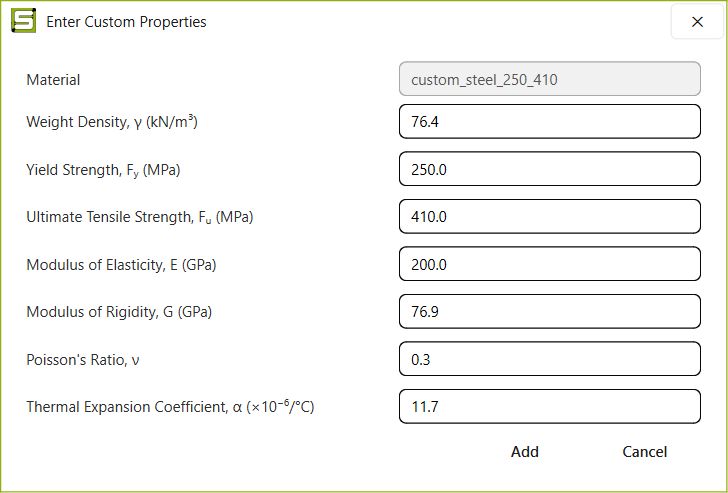 Enter Custom Properties
Material custom_steel_250_410
Weight Density, γ (kN/m³) 76.4
Yield Strength, Fy (MPa) 250.0
Ultimate Tensile Strength, Fu (MPa) 410.0
Modulus of Elasticity, E (GPa) 200.0
Modulus of Rigidity, G (GPa) 76.9
Poisson's Ratio, ν 0.3
Thermal Expansion Coefficient, α (×10⁻⁶/°C) 11.7
Add Cancel